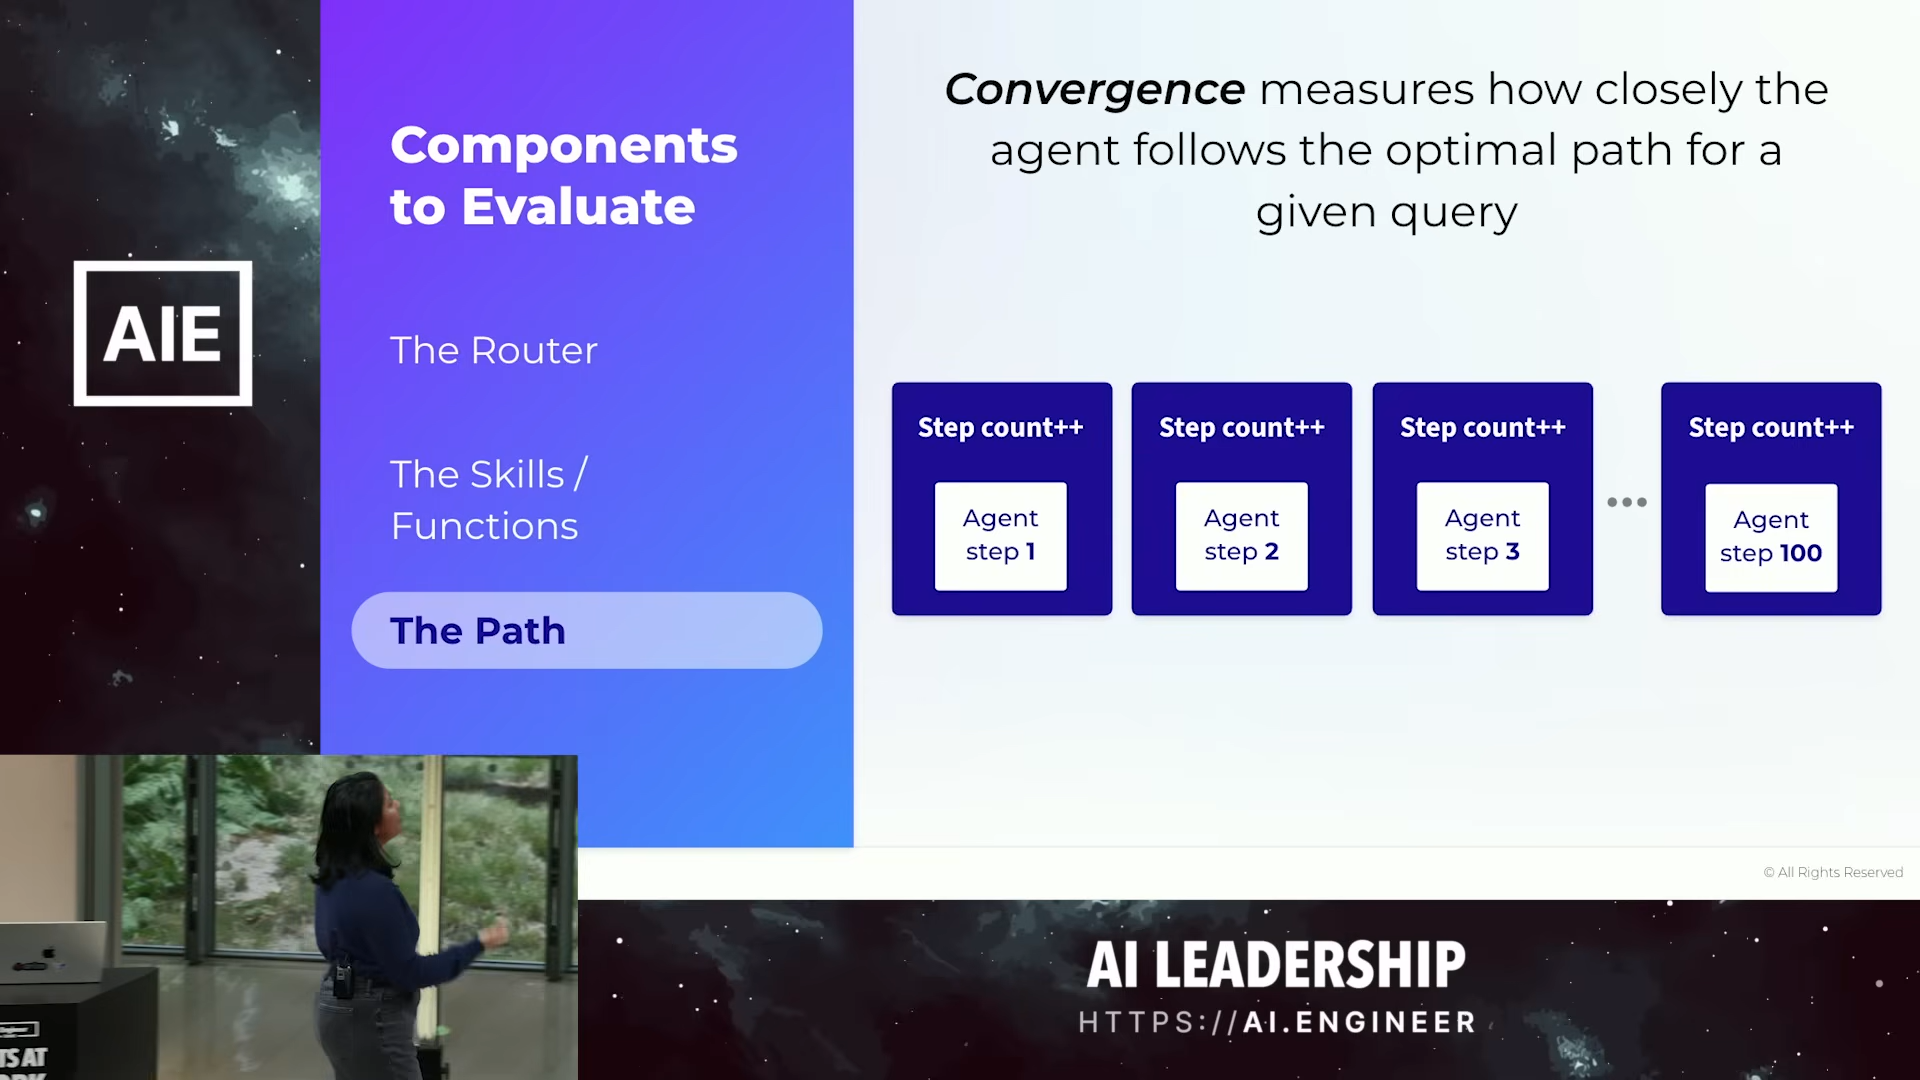 AIE
Components
to Evaluate
The Router
The Skills /
Functions
The Path
Convergence measures how closely the
agent follows the optimal path for a
given query
Step count++
Agent
step 1
Step count++
Agent
step 2
Step count++
Agent
step 3
...
Step count++
Agent
step 100
© All Rights Reserved
AI LEADERSHIP
HTTPS://AI.ENGINEER